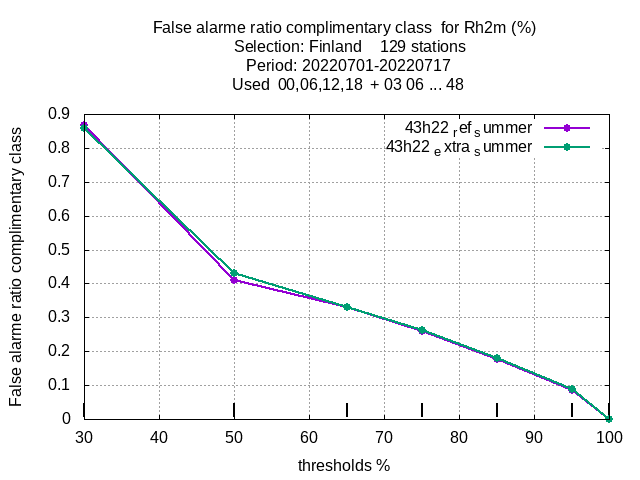 False alarme ratio complimentary class  for Rh2m (%)
Selection: Finland    129 stations
Period: 20220701-20220717
Used  00,06,12,18  + 03 06 ... 48
43h22 ref summer
43h22 extra summer
False alarme ratio complimentary class
0.9
0.8
0.7
0.6
0.5
0.4
0.3
0.2
0.1
0
30 40 50 60 70 80 90 100
thresholds %